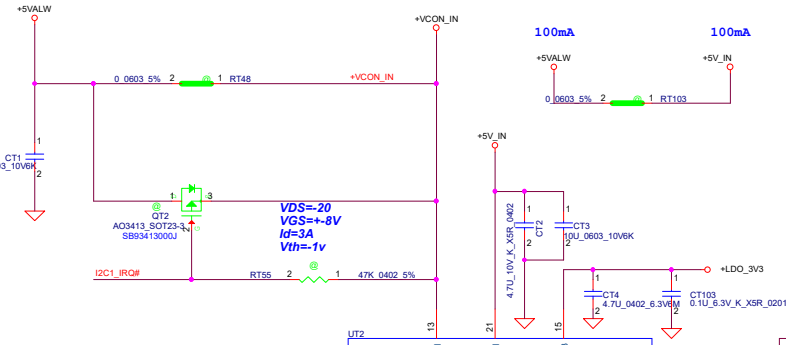 +5VALW
+VCON_IN
100mA
100mA
+5VALW
+5V_IN
0_0603_5%
2
@
1
RT48
+VCON_IN
0_0603_5%
2
@
1
RT103
1
CT1
03_10V6K
2
+5V_IN
@
1
3
QT2
AO3413_SOT23-3
SB93413000J
2
G
VDS=-20
VGS=+-8V
Id=3A
Vth=-1v
4.7U_10V_K_X5R_0402
1
CT2
2
1
CT3
10U_0603_10V6K
2
I2C1_IRQ#
RT55
2
@
1
47K_0402_5%
+LDO_3V3
1
CT4
4.7U_0402_6.3V6M
2
1
CT103
0.1U_6.3V_K_X5R_0201
2
13
21
15
UT2